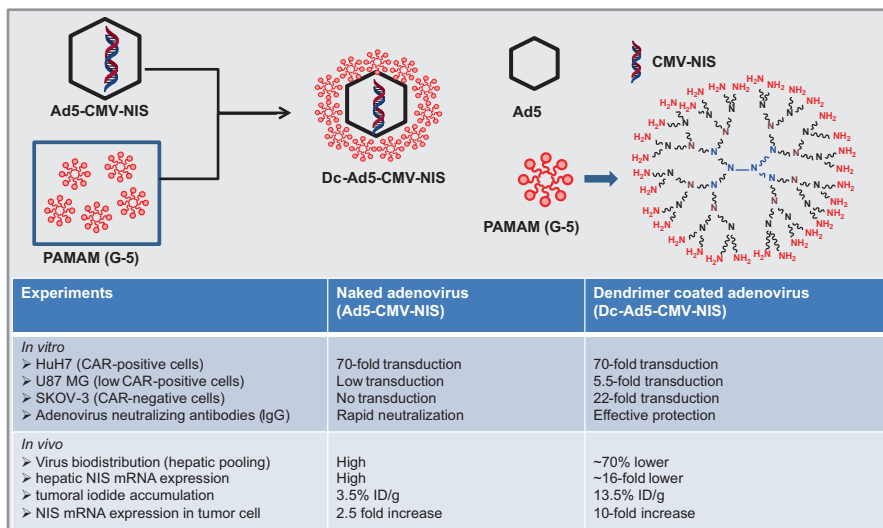 Ad5-CMV-NIS
PAMAM (G-5)
Dc-Ad5-CMV-NIS
Ad5
CMV-NIS
PAMAM (G-5)
H₂N
NH₂
N
Experiments Naked adenovirus (Ad5-CMV-NIS) Dendrimer coated adenovirus (Dc-Ad5-CMV-NIS)
In vitro
➢ HuH7 (CAR-positive cells) 70-fold transduction 70-fold transduction
➢ U87 MG (low CAR-positive cells) Low transduction 5.5-fold transduction
➢ SKOV-3 (CAR-negative cells) No transduction 22-fold transduction
➢ Adenovirus neutralizing antibodies (IgG) Rapid neutralization Effective protection
In vivo
➢ Virus biodistribution (hepatic pooling) High ~70% lower
➢ hepatic NIS mRNA expression High ~16-fold lower
➢ tumoral iodide accumulation 3.5% ID/g 13.5% ID/g
➢ NIS mRNA expression in tumor cell 2.5 fold increase 10-fold increase